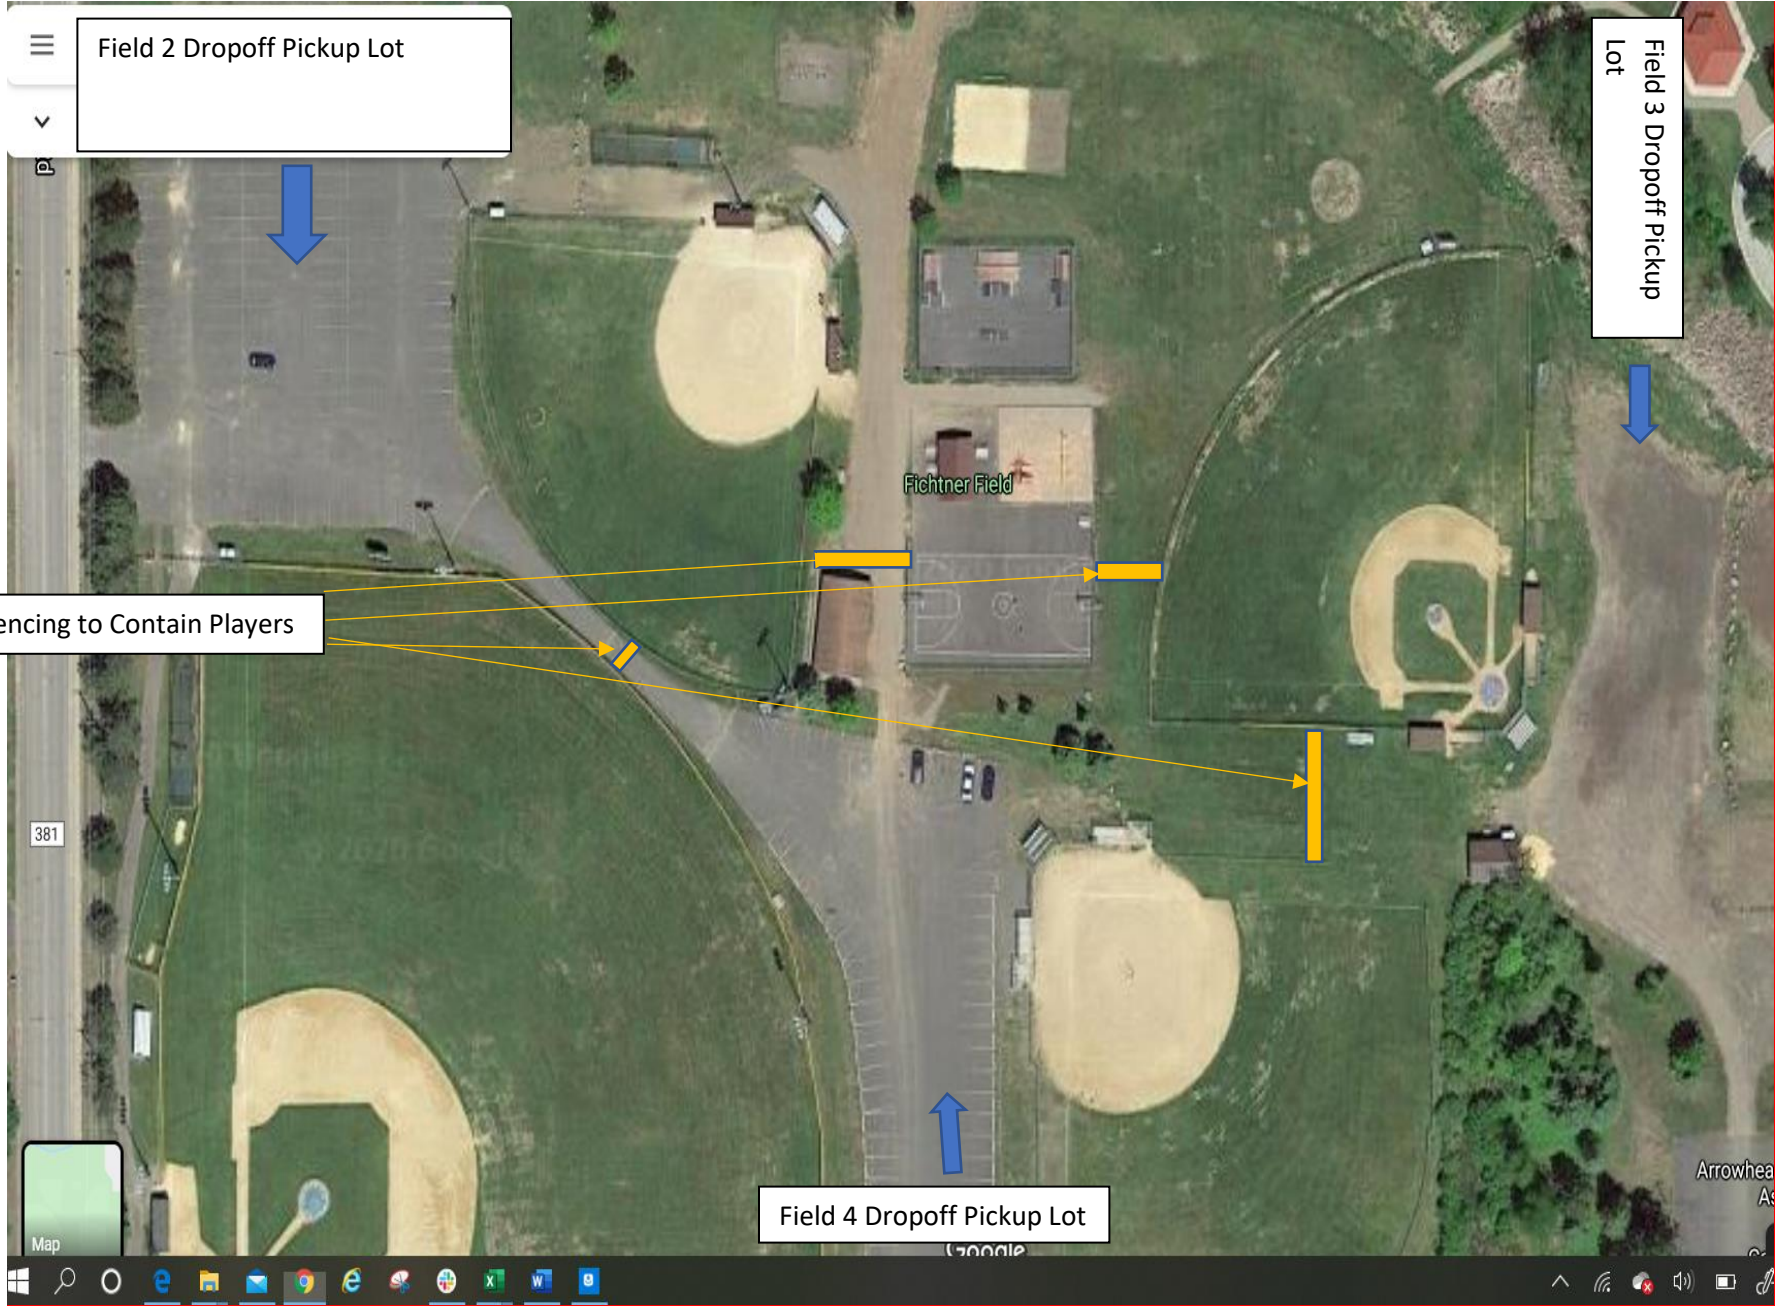 Field 2 Dropoff Pickup Lot
Field 3 Dropoff Pickup
Lot
Fichtner Field
encing to Contain Players
381
Field 4 Dropoff Pickup Lot
Arrowhea
Map
Google